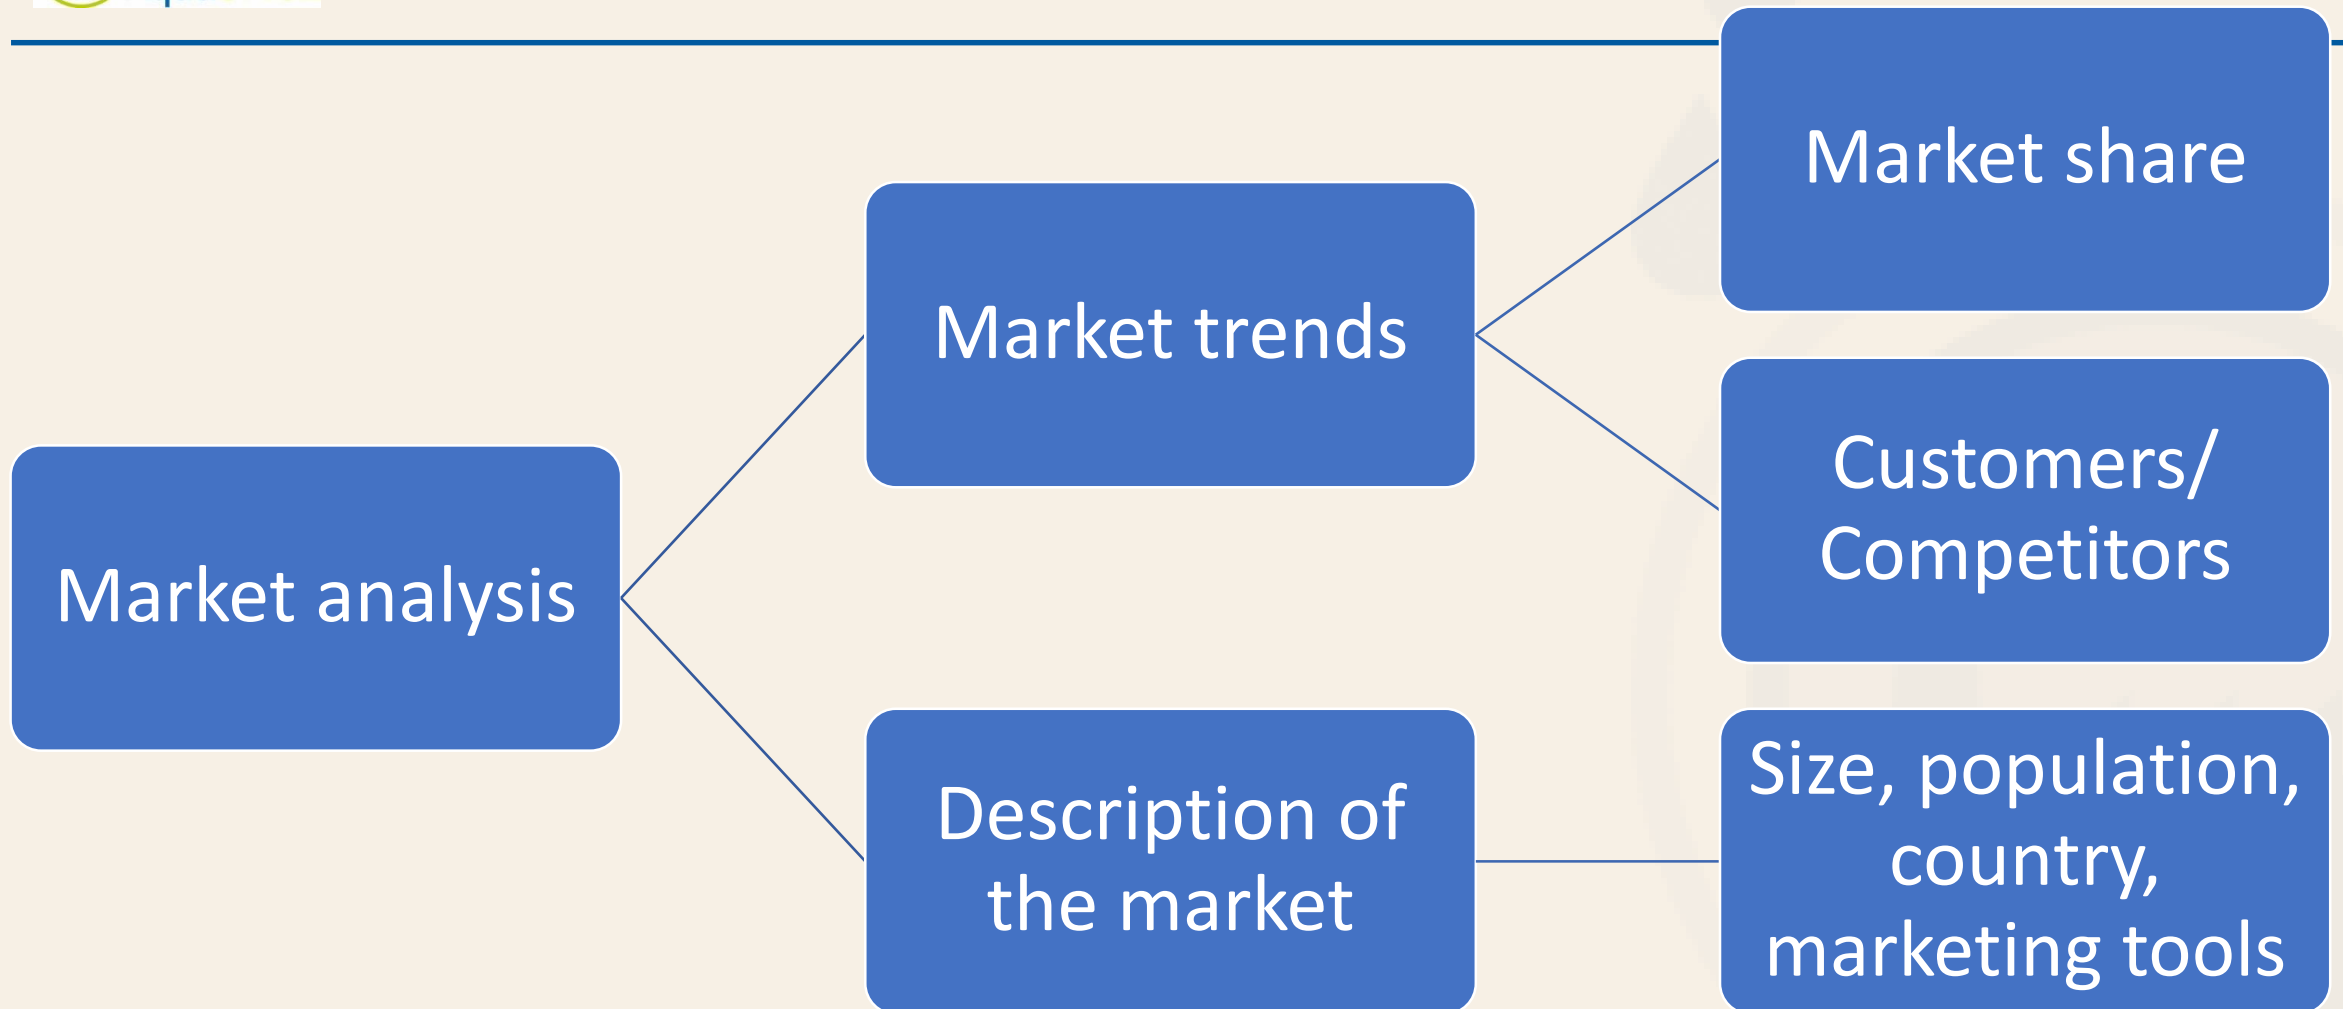 Market share
Market trends
Customers/
Competitors
Market analysis
Description of
the market
Size, population,
country,
marketing tools